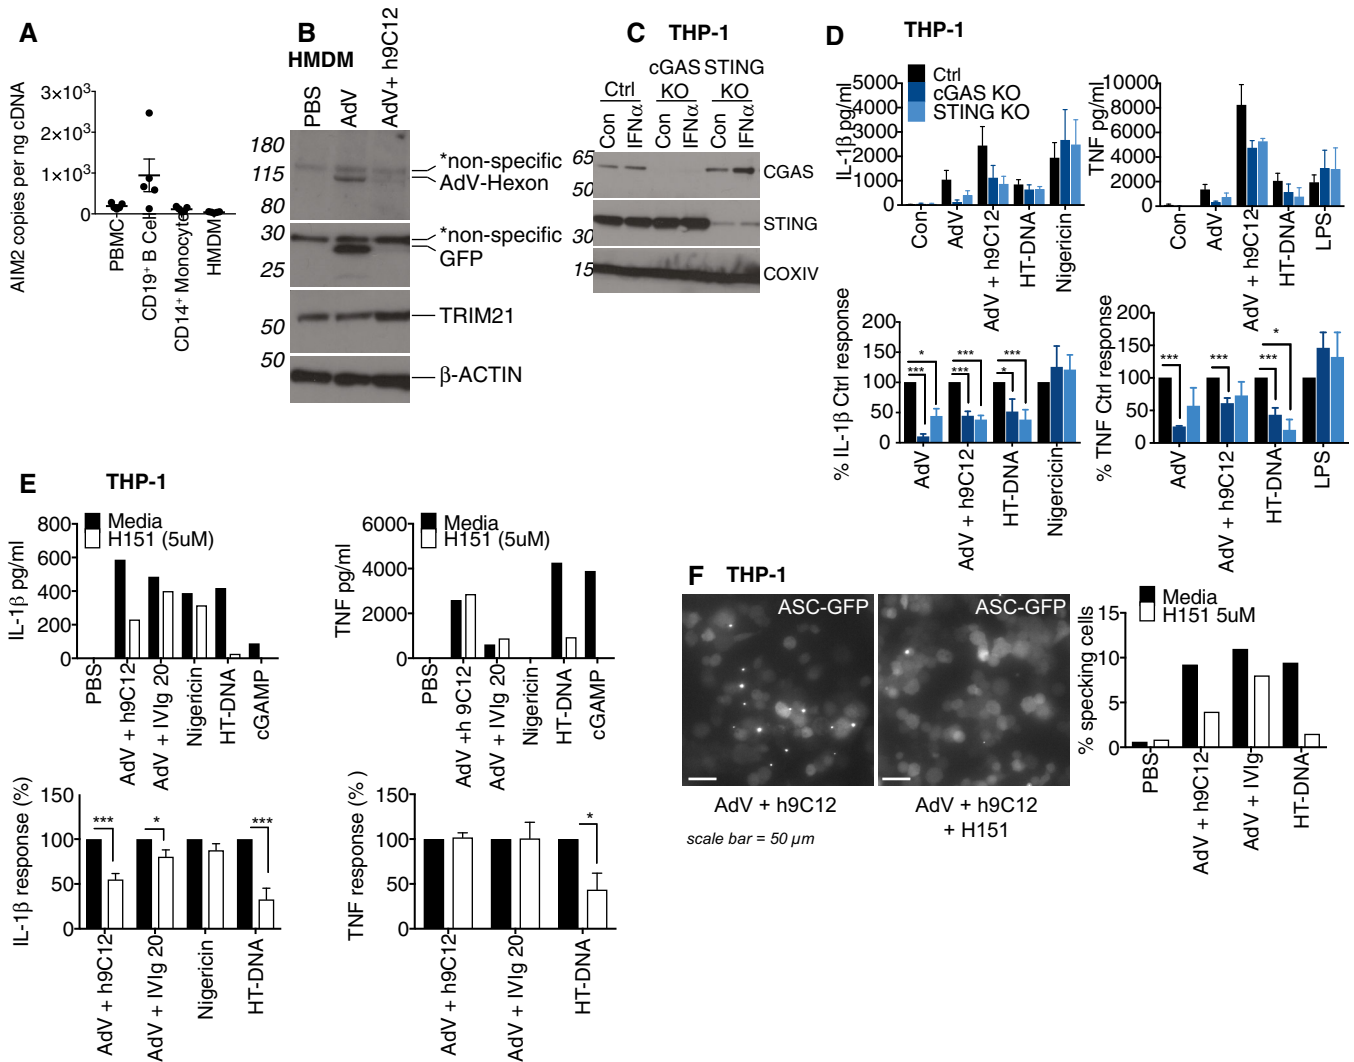 A
AIM2 copies per ng cDNA
3×10³
2×10³
1×10³
0
PBMC
CD19⁺ B Cell
CD14⁺ Monocyte
HMDM
B
HMDM
PBS
AdV
AdV+ h9C12
180
115
80
*non-specific
AdV-Hexon
30
25
*non-specific
GFP
50
TRIM21
50
β-ACTIN
C THP-1
cGAS STING
Ctrl KO KO
Con
IFNα
Con
IFNα
Con
IFNα
65
50
CGAS
30
STING
15
COXIV
D THP-1
Ctrl
cGAS KO
STING KO
IL-1β pg/ml
5000
4000
3000
2000
1000
0
Con
AdV
AdV + h9C12
HT-DNA
Nigericin
TNF pg/ml
10000
8000
6000
4000
2000
0
Con
AdV
AdV + h9C12
HT-DNA
LPS
% IL-1β Ctrl response
200
150
100
50
0
*
***
***
***
***
*
AdV
AdV + h9C12
HT-DNA
Nigericin
% TNF Ctrl response
200
150
100
50
0
***
***
*
***
AdV
AdV + h9C12
HT-DNA
LPS
E THP-1
Media
H151 (5uM)
IL-1β pg/ml
800
600
400
200
0
PBS
AdV + h9C12
AdV + IVIg 20
Nigericin
HT-DNA
cGAMP
Media
H151 (5uM)
TNF pg/ml
6000
4000
2000
0
PBS
AdV +h 9C12
AdV + IVIg 20
Nigericin
HT-DNA
cGAMP
IL-1β response (%)
150
100
50
0
***
*
***
AdV + h9C12
AdV + IVIg 20
Nigericin
HT-DNA
TNF response (%)
150
100
50
0
*
AdV + h9C12
AdV + IVIg 20
HT-DNA
F THP-1
ASC-GFP
ASC-GFP
AdV + h9C12
AdV + h9C12
+ H151
scale bar = 50 µm
Media
H151 5uM
% specking cells
15
10
5
0
PBS
AdV + h9C12
AdV + IVIg
HT-DNA